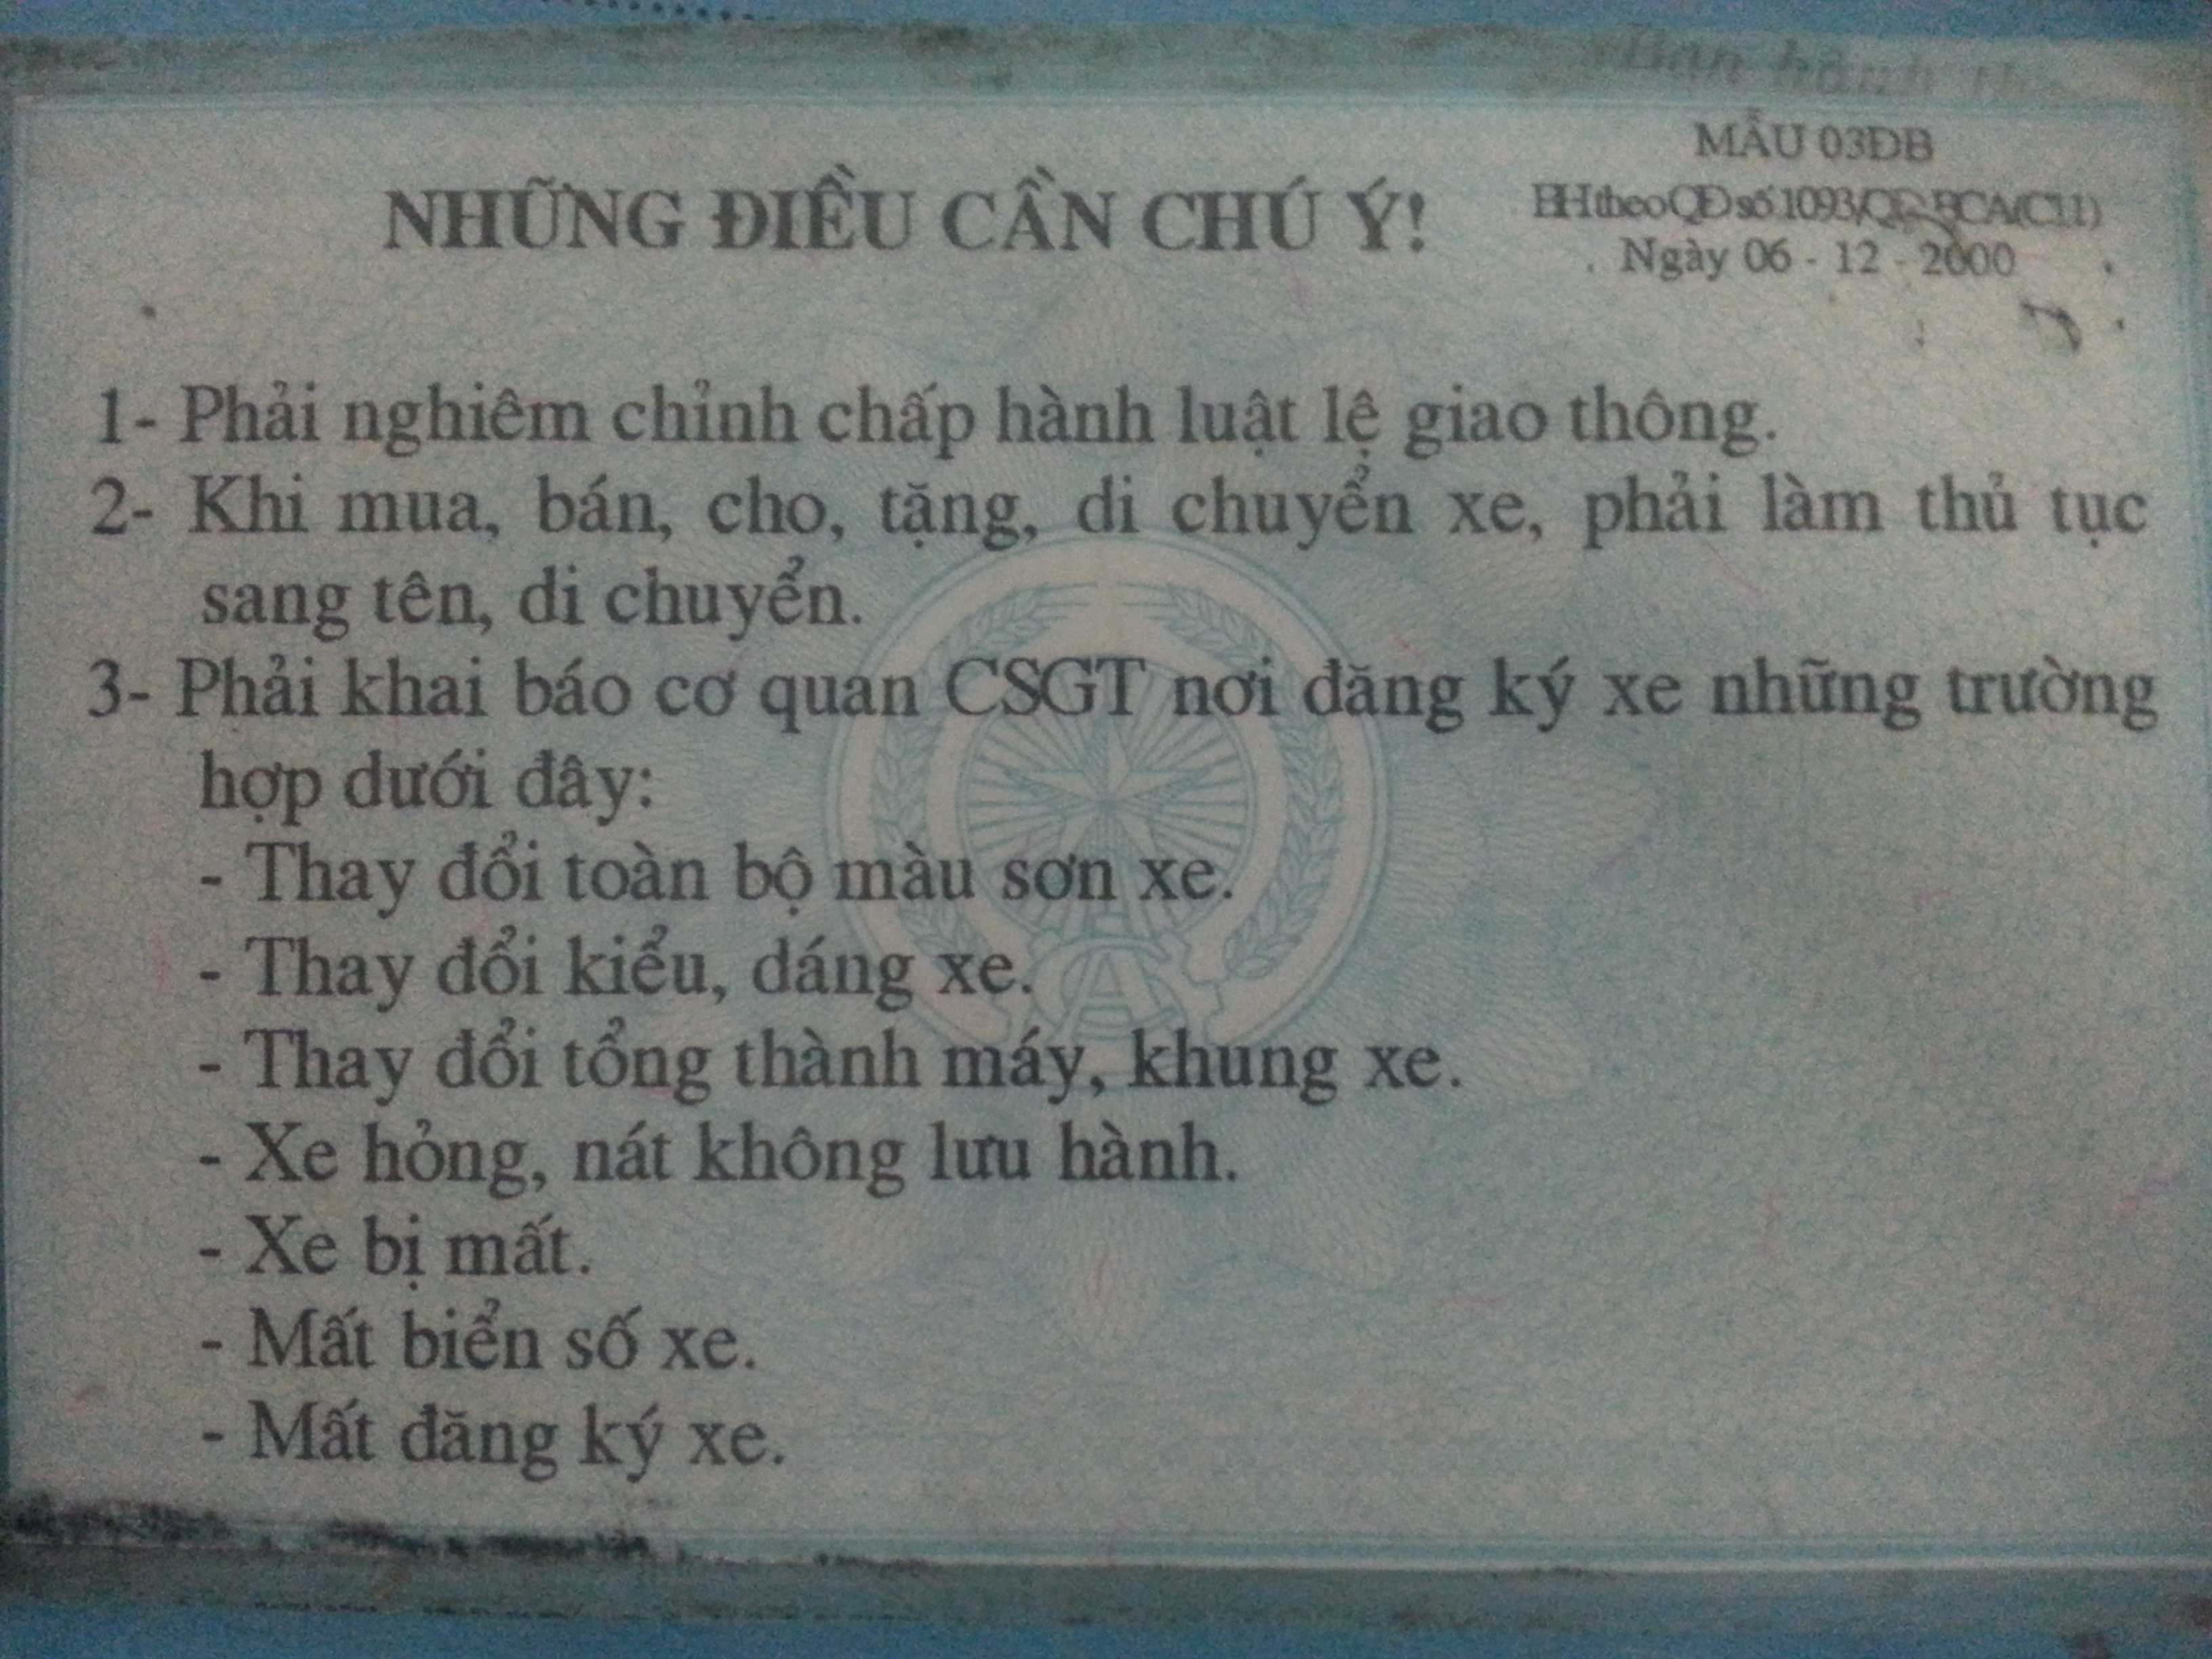 Ban hành
MẪU 03ĐB
NHỮNG ĐIỀU CẦN CHÚ Ý!
BH theo QĐ số 1093/QĐ BCA(C11)
Ngày 06 - 12 - 2000
1- Phải nghiêm chỉnh chấp hành luật lệ giao thông.
2- Khi mua, bán, cho, tặng, di chuyển xe, phải làm thủ tục
sang tên, di chuyển.
3- Phải khai báo cơ quan CSGT nơi đăng ký xe những trường
hợp dưới đây:
- Thay đổi toàn bộ màu sơn xe.
- Thay đổi kiểu, dáng xe.
- Thay đổi tổng thành máy, khung xe.
- Xe hỏng, nát không lưu hành.
- Xe bị mất.
- Mất biển số xe.
- Mất đăng ký xe.